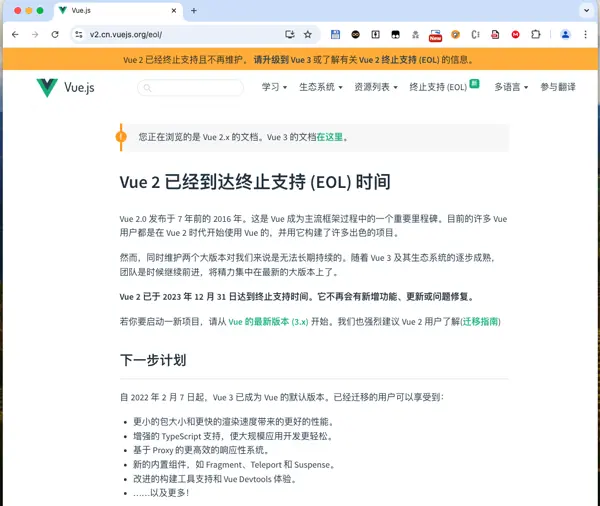 Vue.js
v2.cn.vuejs.org/eol/
New
Vue 2 已经终止支持且不再维护， 请升级到 Vue 3 或了解有关 Vue 2 终止支持 (EOL) 的信息。
Vue.js
学习 生态系统 资源列表 终止支持 (EOL) 新 多语言 参与翻译
!
您正在浏览的是 Vue 2.x 的文档。Vue 3 的文档在这里。
Vue 2 已经到达终止支持 (EOL) 时间
Vue 2.0 发布于 7 年前的 2016 年。这是 Vue 成为主流框架过程中的一个重要里程碑。目前的许多 Vue
用户都是在 Vue 2 时代开始使用 Vue 的，并用它构建了许多出色的项目。
然而，同时维护两个大版本对我们来说是无法长期持续的。随着 Vue 3 及其生态系统的逐步成熟，
团队是时候继续前进，将精力集中在最新的大版本上了。
Vue 2 已于 2023 年 12 月 31 日达到终止支持时间。它不再会有新增功能、更新或问题修复。
若你要启动一新项目，请从 Vue 的最新版本 (3.x) 开始。我们也强烈建议 Vue 2 用户了解(迁移指南)
下一步计划
自 2022 年 2 月 7 日起，Vue 3 已成为 Vue 的默认版本。已经迁移的用户可以享受到：
更小的包大小和更快的渲染速度带来的更好的性能。
增强的 TypeScript 支持，使大规模应用开发更轻松。
基于 Proxy 的更高效的响应性系统。
新的内置组件，如 Fragment、Teleport 和 Suspense。
改进的构建工具支持和 Vue Devtools 体验。
……以及更多！